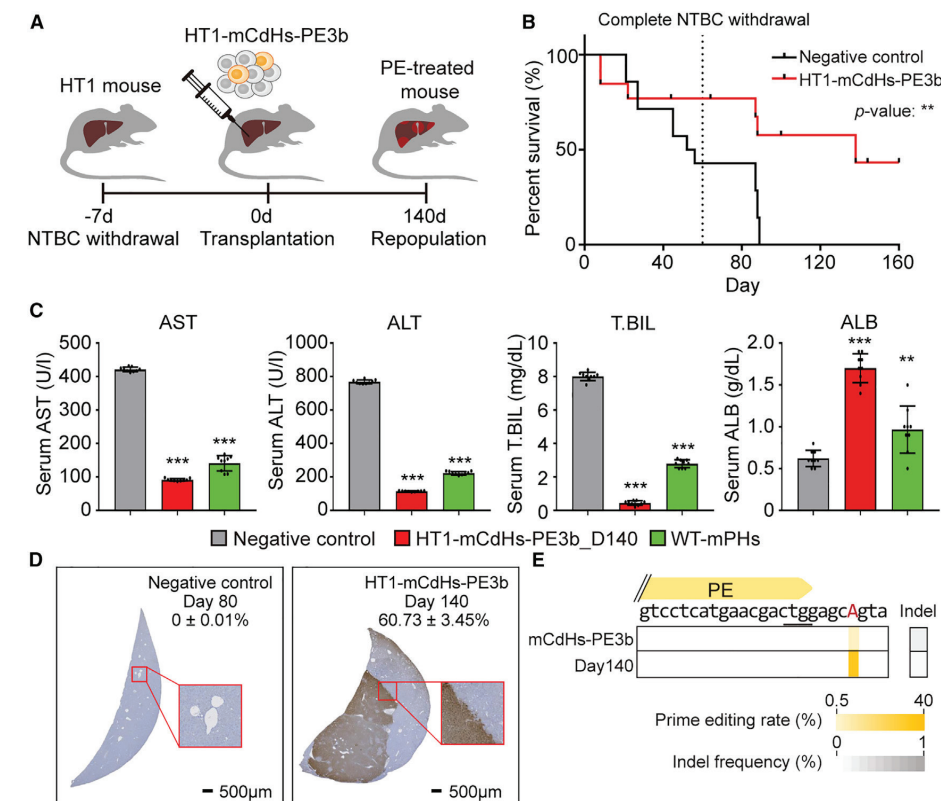 A
HT1-mCdHs-PE3b
HT1 mouse
PE-treated
mouse
-7d
0d
140d
NTBC withdrawal
Transplantation
Repopulation
B
Complete NTBC withdrawal
Percent survival (%)
100
50
0
0 40 80 120 160
Day
Negative control
HT1-mCdHs-PE3b
p-value: **
C
AST
Serum AST (U/l)
500
400
300
200
100
0
***
***
ALT
Serum ALT (U/l)
1000
800
600
400
200
0
***
***
T.BIL
Serum T.BIL (mg/dL)
10
8
6
4
2
0
***
***
ALB
Serum ALB (g/dL)
2.0
1.5
1.0
0.5
0
***
**
Negative control HT1-mCdHs-PE3b_D140 WT-mPHs
D
Negative control
Day 80
0 ± 0.01%
500μm
HT1-mCdHs-PE3b
Day 140
60.73 ± 3.45%
500μm
E
PE
gtcctcatgaacgactggagcAgta Indel
mCdHs-PE3b
Day140
0.5 40
Prime editing rate (%)
0 1
Indel frequency (%)